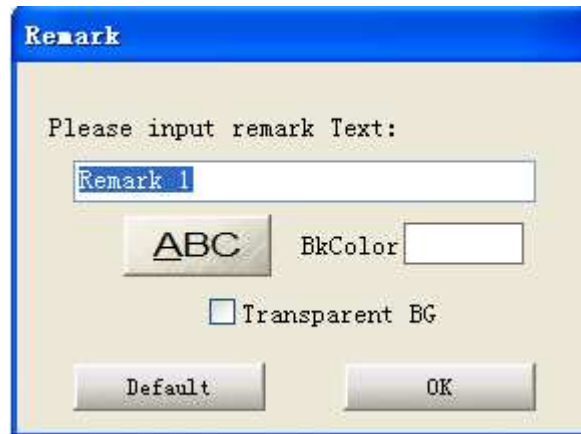 Remark
Please input remark Text:
Remark 1
ABC BkColor
Transparent BG
Default OK